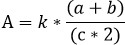 A = k * (a + b) / (c * 2)